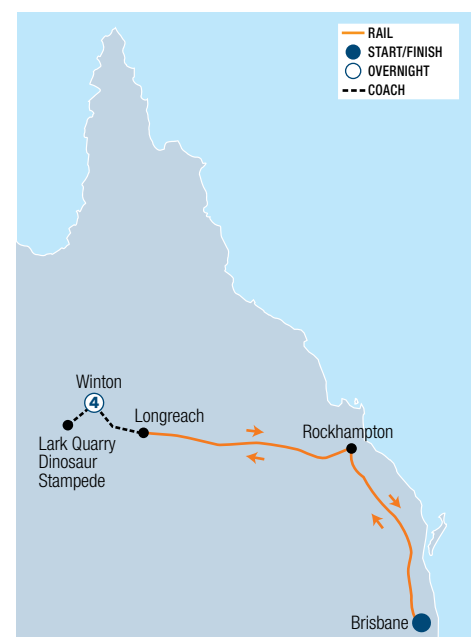 RAIL
START/FINISH
OVERNIGHT
COACH
Winton
4
Longreach
Lark Quarry
Dinosaur
Stampede
Rockhampton
Brisbane